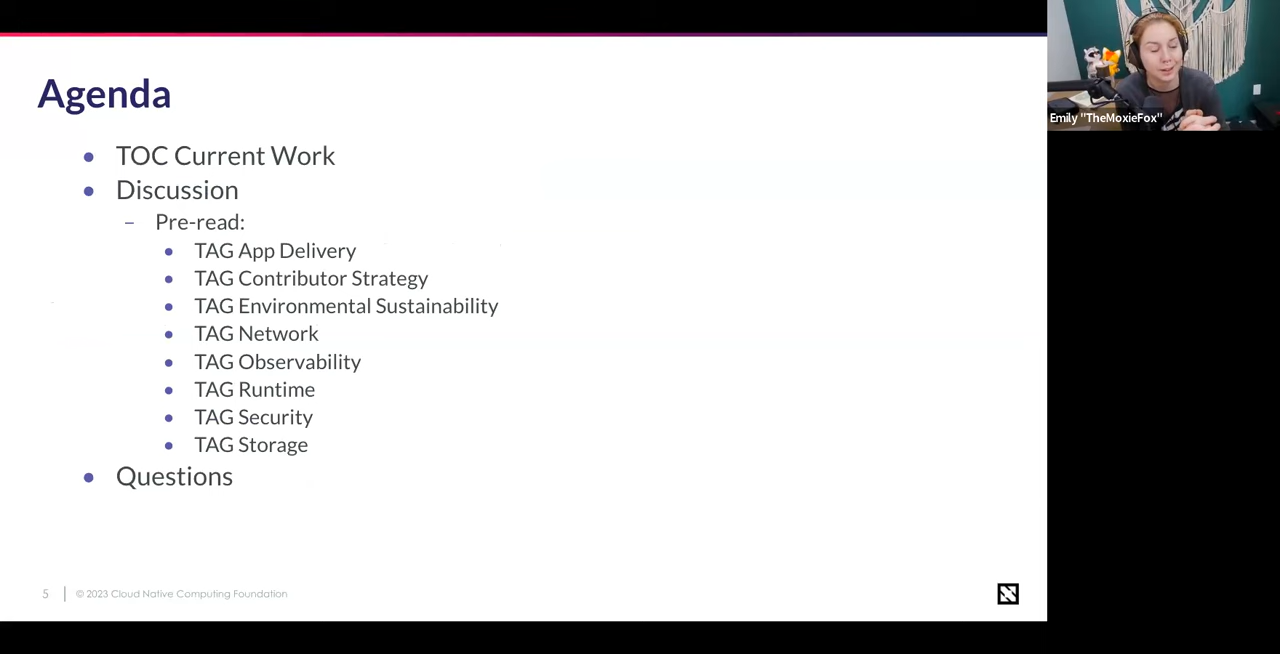 Agenda
TOC Current Work
Discussion
– Pre-read:
TAG App Delivery
TAG Contributor Strategy
TAG Environmental Sustainability
TAG Network
TAG Observability
TAG Runtime
TAG Security
TAG Storage
Questions
5
© 2023 Cloud Native Computing Foundation
Emily "TheMoxieFox"